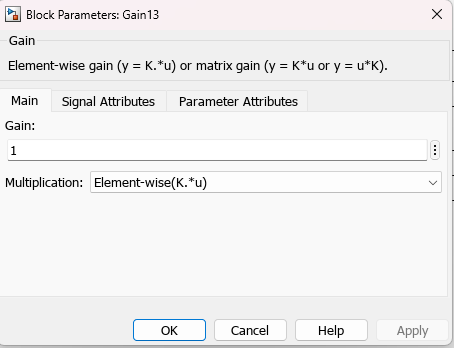 Block Parameters: Gain13
Gain
Element-wise gain (y = K.*u) or matrix gain (y = K*u or y = u*K).
Main Signal Attributes Parameter Attributes
Gain:
1
Multiplication: Element-wise(K.*u)
OK Cancel Help Apply